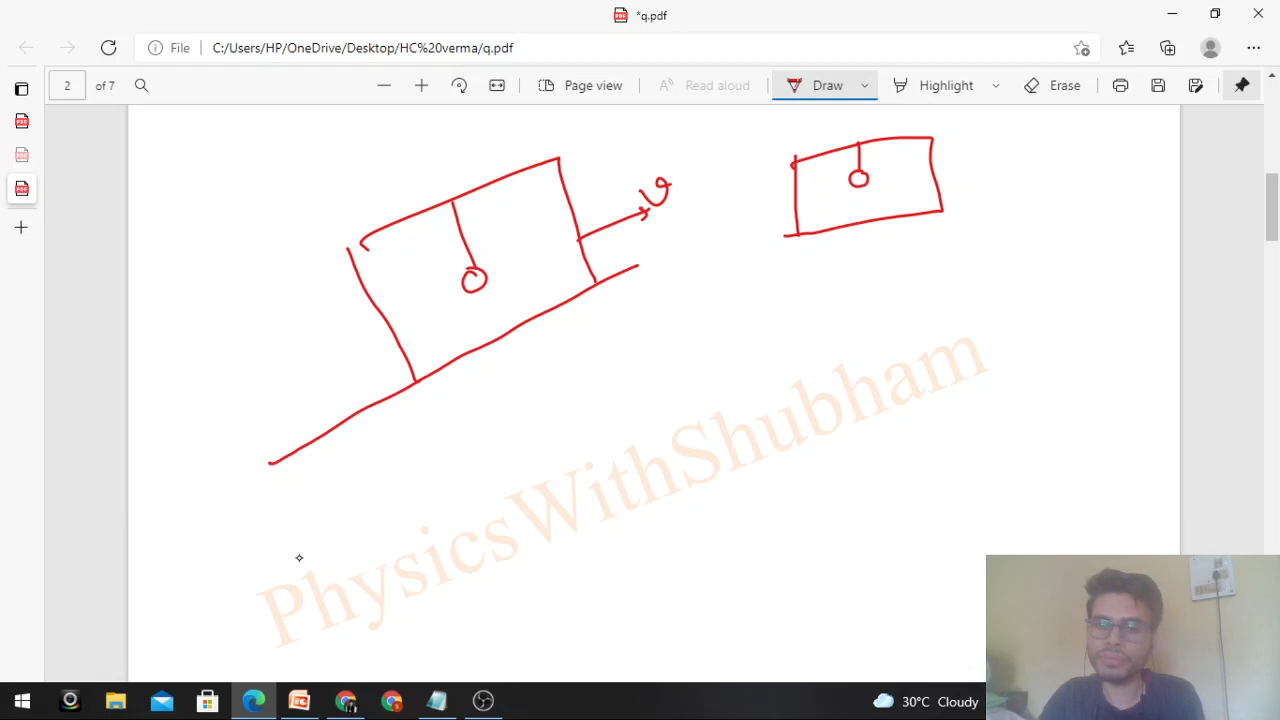 *q.pdf
File C:/Users/HP/OneDrive/Desktop/HC%20verma/q.pdf
2 of 7 Page view Read aloud Draw Highlight Erase
v
PhysicsWithShubham
30°C Cloudy